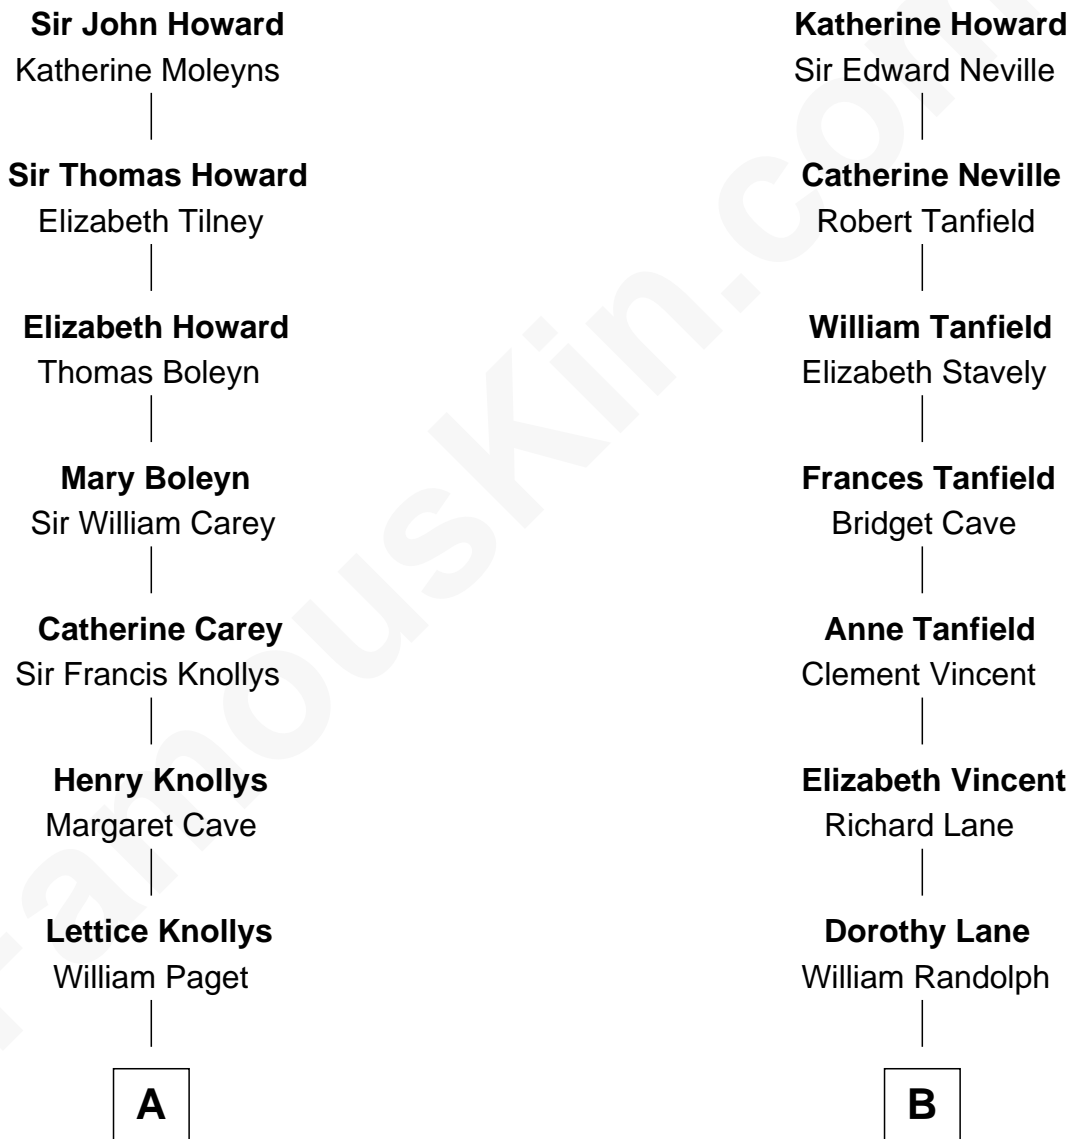 Sir John Howard
Katherine Moleyns
Sir Thomas Howard
Elizabeth Tilney
Elizabeth Howard
Thomas Boleyn
Mary Boleyn
Sir William Carey
Catherine Carey
Sir Francis Knollys
Henry Knollys
Margaret Cave
Lettice Knollys
William Paget
A
Katherine Howard
Sir Edward Neville
Catherine Neville
Robert Tanfield
William Tanfield
Elizabeth Stavely
Frances Tanfield
Bridget Cave
Anne Tanfield
Clement Vincent
Elizabeth Vincent
Richard Lane
Dorothy Lane
William Randolph
B
FamousKin.com